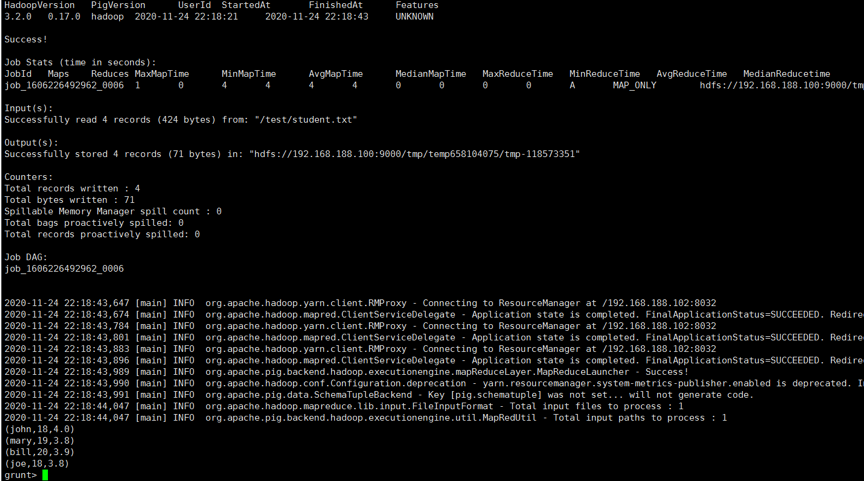 HadoopVersion PigVersion UserId StartedAt FinishedAt Features
3.2.0 0.17.0 hadoop 2020-11-24 22:18:21 2020-11-24 22:18:43 UNKNOWN
Success!
Job Stats (time in seconds):
JobId Maps Reduces MaxMapTime MinMapTime AvgMapTime MedianMapTime MaxReduceTime MinReduceTime AvgReduceTime MedianReducetime
job_1606226492962_0006 1 0 4 4 4 4 0 0 0 0 A MAP_ONLY hdfs://192.168.188.100:9000/tm
Input(s):
Successfully read 4 records (424 bytes) from: "/test/student.txt"
Output(s):
Successfully stored 4 records (71 bytes) in: "hdfs://192.168.188.100:9000/tmp/temp658104075/tmp-118573351"
Counters:
Total records written : 4
Total bytes written : 71
Spillable Memory Manager spill count : 0
Total bags proactively spilled: 0
Total records proactively spilled: 0
Job DAG:
job_1606226492962_0006
2020-11-24 22:18:43,647 [main] INFO org.apache.hadoop.yarn.client.RMProxy - Connecting to ResourceManager at /192.168.188.102:8032
2020-11-24 22:18:43,674 [main] INFO org.apache.hadoop.mapred.ClientServiceDelegate - Application state is completed. FinalApplicationStatus=SUCCEEDED. Redire
2020-11-24 22:18:43,784 [main] INFO org.apache.hadoop.yarn.client.RMProxy - Connecting to ResourceManager at /192.168.188.102:8032
2020-11-24 22:18:43,801 [main] INFO org.apache.hadoop.mapred.ClientServiceDelegate - Application state is completed. FinalApplicationStatus=SUCCEEDED. Redire
2020-11-24 22:18:43,883 [main] INFO org.apache.hadoop.yarn.client.RMProxy - Connecting to ResourceManager at /192.168.188.102:8032
2020-11-24 22:18:43,896 [main] INFO org.apache.hadoop.mapred.ClientServiceDelegate - Application state is completed. FinalApplicationStatus=SUCCEEDED. Redire
2020-11-24 22:18:43,989 [main] INFO org.apache.pig.backend.hadoop.executionengine.mapReduceLayer.MapReduceLauncher - Success!
2020-11-24 22:18:43,990 [main] INFO org.apache.hadoop.conf.Configuration.deprecation - yarn.resourcemanager.system-metrics-publisher.enabled is deprecated. I
2020-11-24 22:18:43,991 [main] INFO org.apache.pig.data.SchemaTupleBackend - Key [pig.schematuple] was not set... will not generate code.
2020-11-24 22:18:44,047 [main] INFO org.apache.hadoop.mapreduce.lib.input.FileInputFormat - Total input files to process : 1
2020-11-24 22:18:44,047 [main] INFO org.apache.pig.backend.hadoop.executionengine.util.MapRedUtil - Total input paths to process : 1
(john,18,4.0)
(mary,19,3.8)
(bill,20,3.9)
(joe,18,3.8)
grunt>